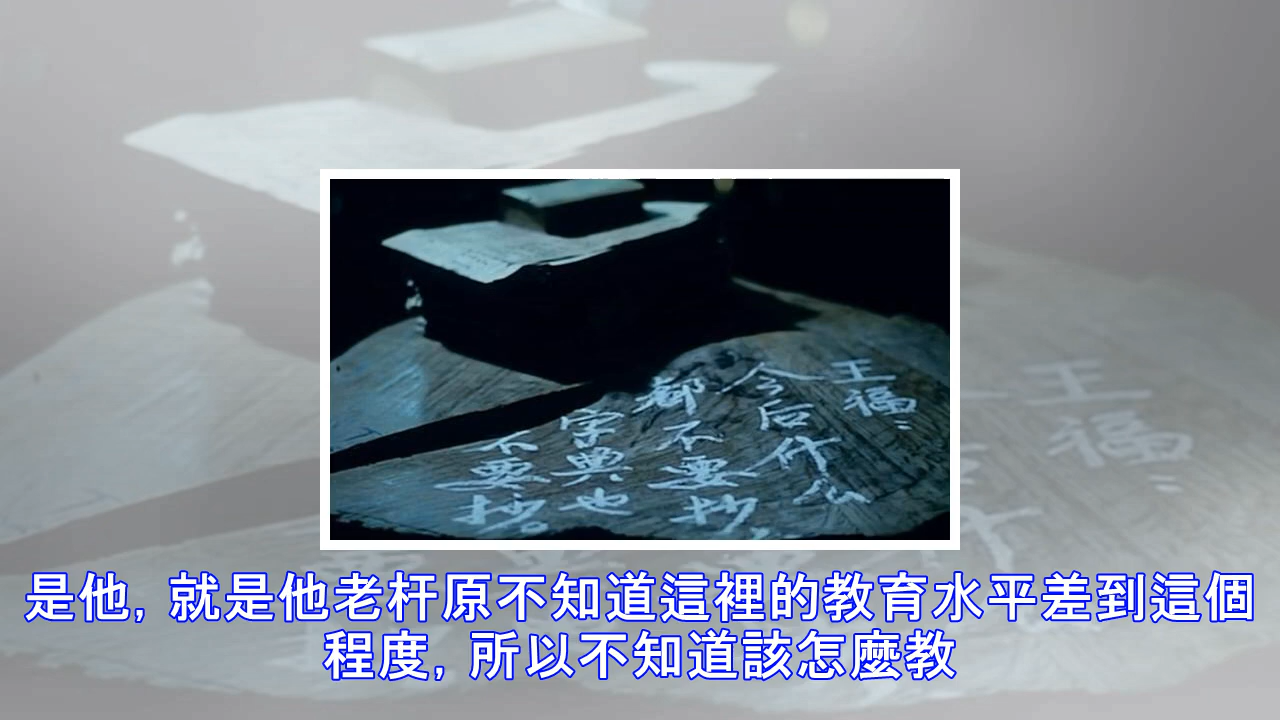 王福：
今后什么
都不要抄，
字典也
不要抄。
是他, 就是他老杆原不知道這裡的教育水平差到這個
程度, 所以不知道該怎麼教